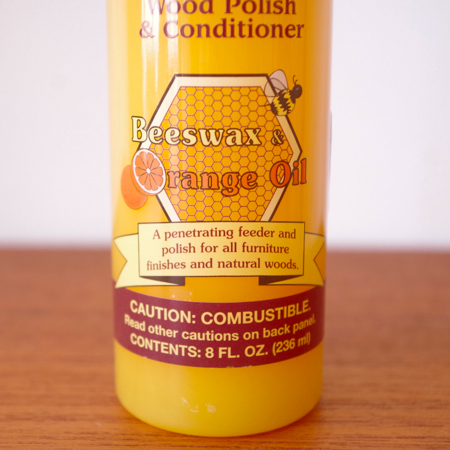 Wood Polish
& Conditioner
Beeswax &
Orange Oil
A penetrating feeder and
polish for all furniture
finishes and natural woods.
CAUTION: COMBUSTIBLE.
Read other cautions on back panel.
CONTENTS: 8 FL. OZ. (236 ml)